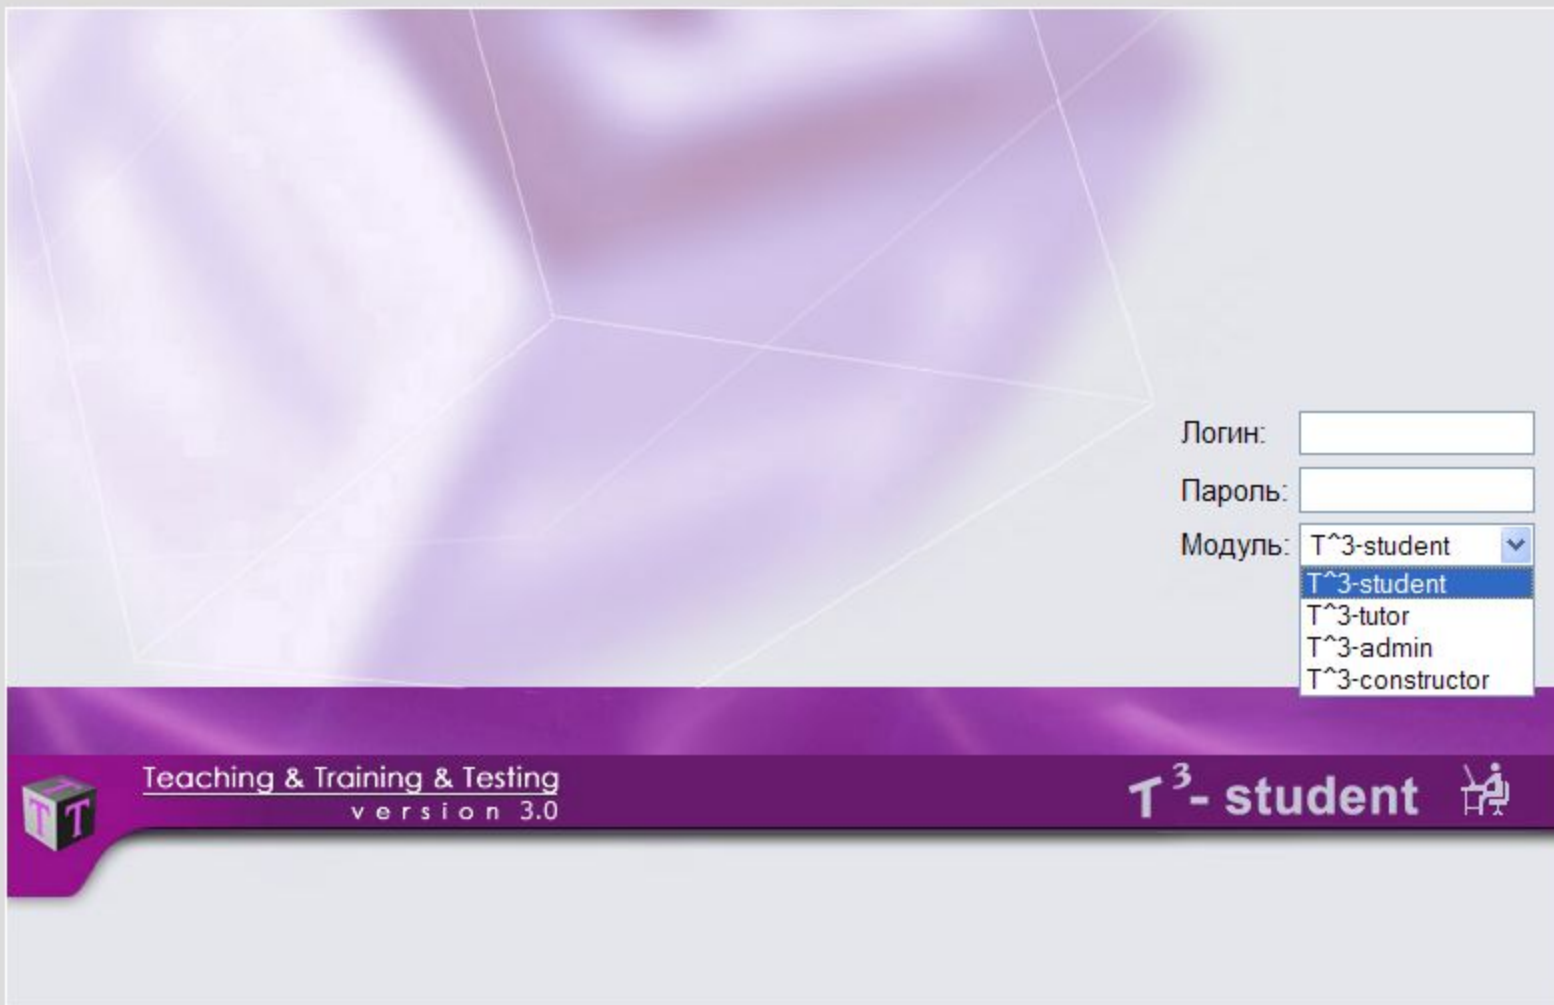 Логин:
Пароль:
Модуль: T^3-student
T^3-student
T^3-tutor
T^3-admin
T^3-constructor
TTT
Teaching & Training & Testing
version 3.0
T³- student